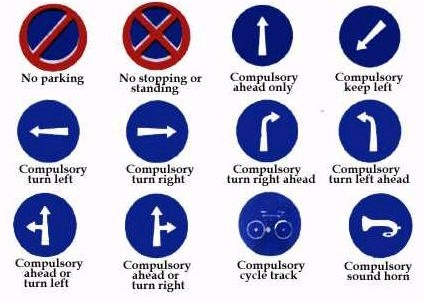 No parking
No stopping or
standing
Compulsory
ahead only
Compulsory
keep left
Compulsory
turn left
Compulsory
turn right
Compulsory
turn right ahead
Compulsory
turn left ahead
Compulsory
ahead or
turn left
Compulsory
ahead or
turn right
Compulsory
cycle track
Compulsory
sound horn